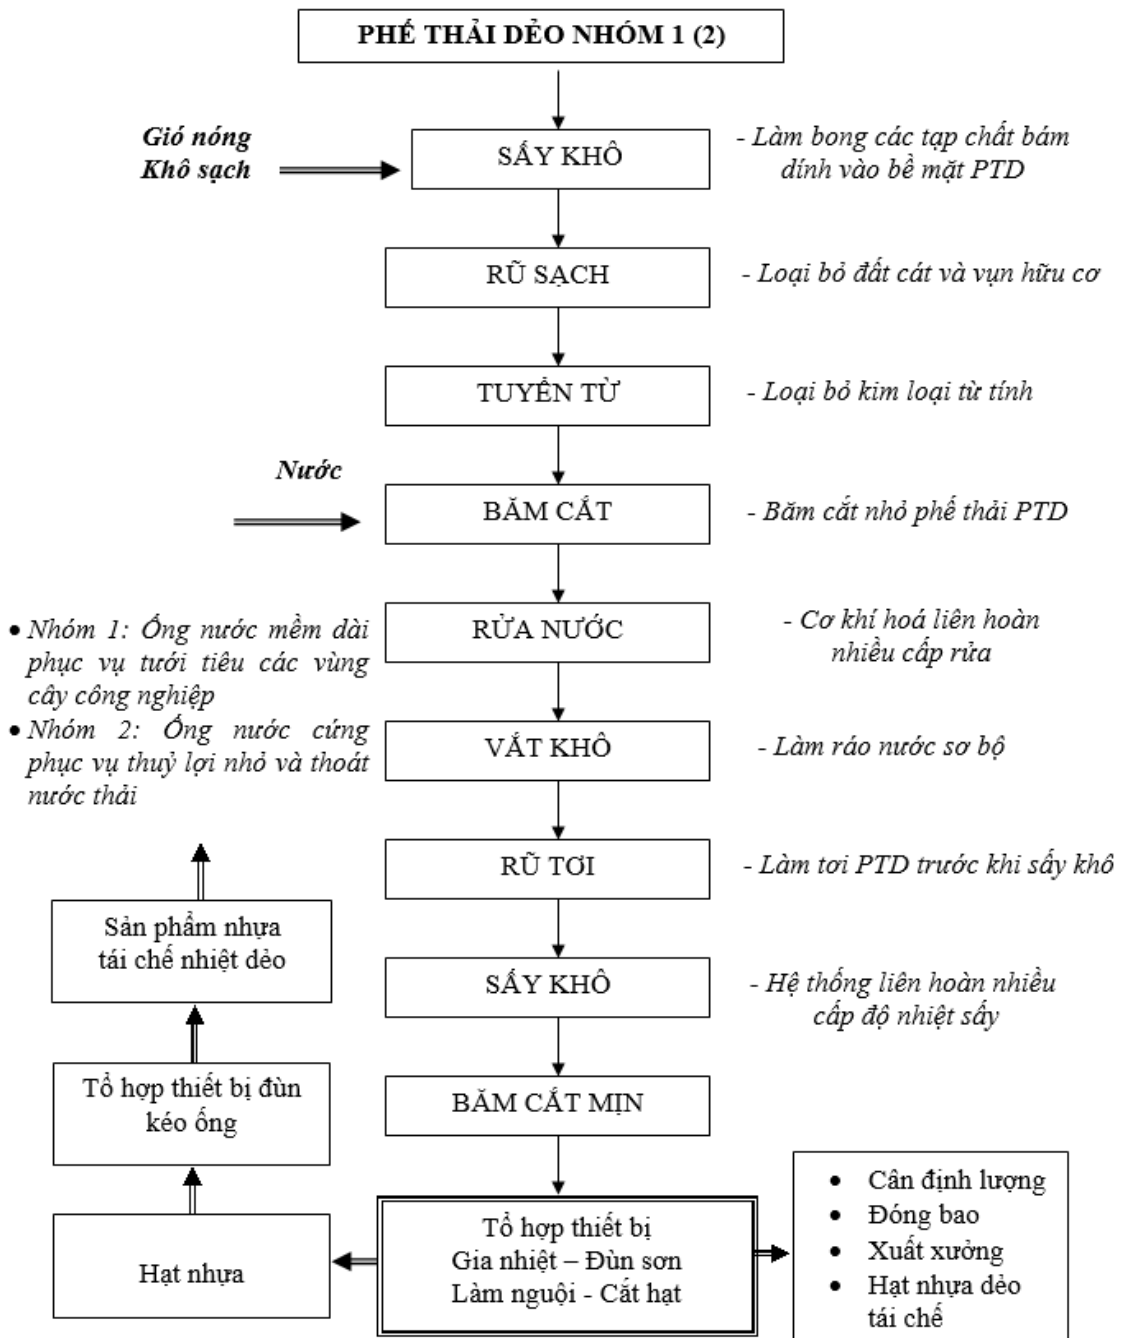 PHẾ THẢI DẺO NHÓM 1 (2)
Gió nóng
Khô sạch
SẤY KHÔ
- Làm bong các tạp chất bám
dính vào bề mặt PTD
RŨ SẠCH
- Loại bỏ đất cát và vụn hữu cơ
TUYỂN TỪ
- Loại bỏ kim loại từ tính
Nước
BĂM CẮT
- Băm cắt nhỏ phế thải PTD
RỬA NƯỚC
- Cơ khí hoá liên hoàn
nhiều cấp rửa
• Nhóm 1: Ống nước mềm dài
phục vụ tưới tiêu các vùng
cây công nghiệp
• Nhóm 2: Ống nước cứng
phục vụ thuỷ lợi nhỏ và thoát
nước thải
VẮT KHÔ
- Làm ráo nước sơ bộ
RŨ TƠI
- Làm tơi PTD trước khi sấy khô
Sản phẩm nhựa
tái chế nhiệt dẻo
SẤY KHÔ
- Hệ thống liên hoàn nhiều
cấp độ nhiệt sấy
Tổ hợp thiết bị đùn
kéo ống
BĂM CẮT MỊN
Hạt nhựa
Tổ hợp thiết bị
Gia nhiệt – Đùn sơn
Làm nguội - Cắt hạt
• Cân định lượng
• Đóng bao
• Xuất xưởng
• Hạt nhựa dẻo
tái chế